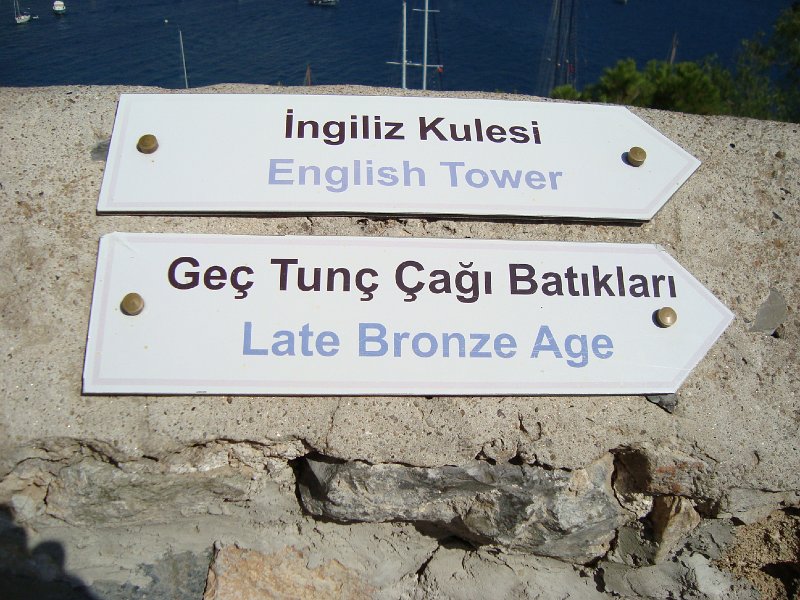 İngiliz Kulesi
English Tower
Geç Tunç Çağı Batıkları
Late Bronze Age